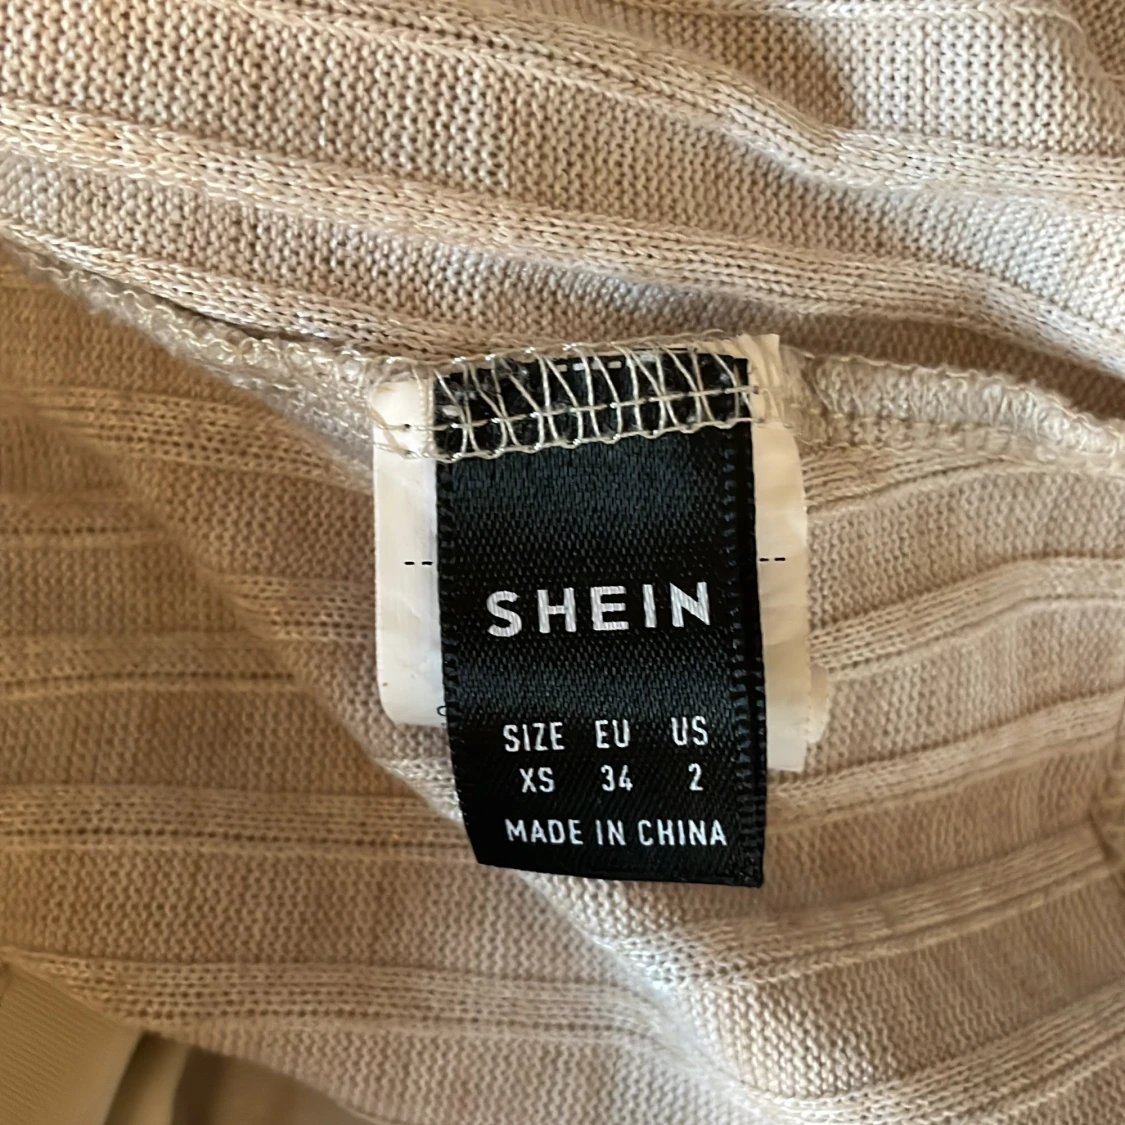 SHEIN
SIZE EU US
XS 34 2
MADE IN CHINA